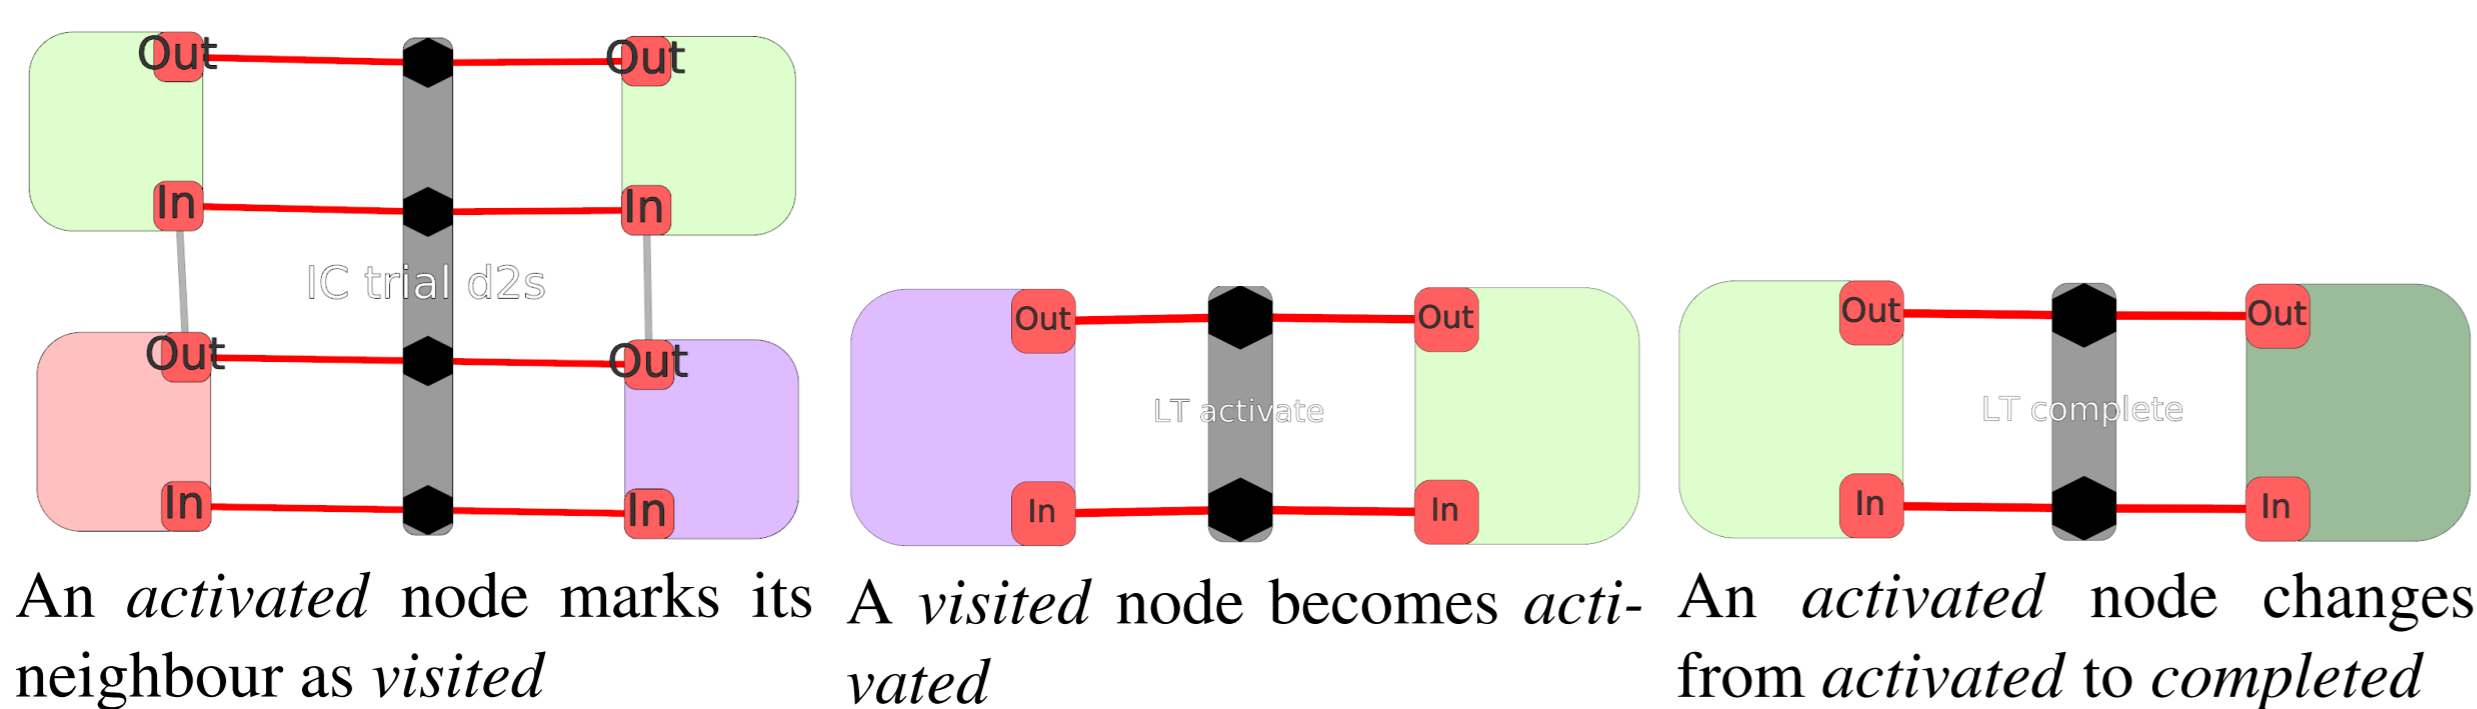 Out Out
In In
IC trial d2s
Out Out
In In
An activated node marks its
neighbour as visited
Out Out
LT activate
In In
A visited node becomes acti-
vated
Out Out
LT complete
In In
An activated node changes
from activated to completed